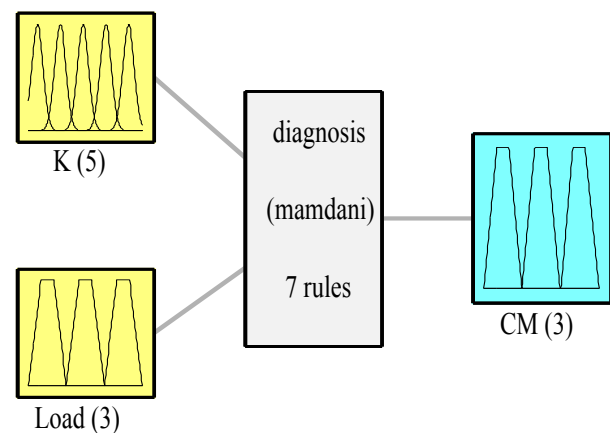 K (5)
Load (3)
diagnosis
(mamdani)
7 rules
CM (3)